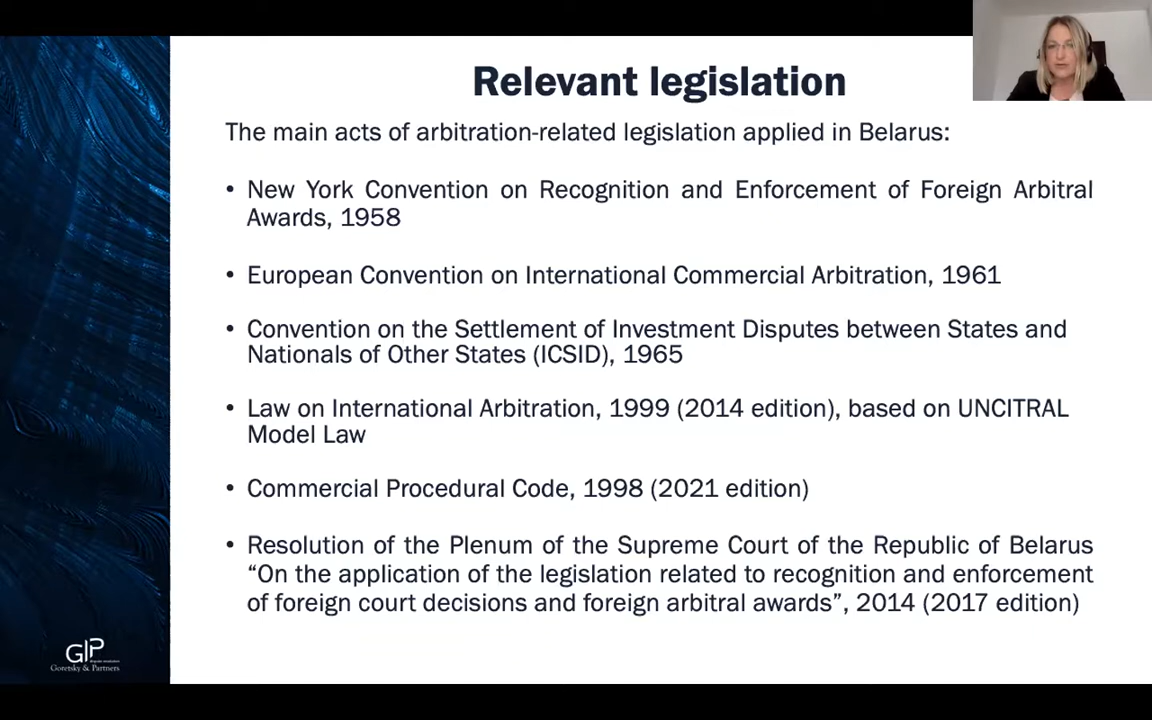 Relevant legislation
The main acts of arbitration-related legislation applied in Belarus:
• New York Convention on Recognition and Enforcement of Foreign Arbitral
Awards, 1958
• European Convention on International Commercial Arbitration, 1961
• Convention on the Settlement of Investment Disputes between States and
Nationals of Other States (ICSID), 1965
• Law on International Arbitration, 1999 (2014 edition), based on UNCITRAL
Model Law
• Commercial Procedural Code, 1998 (2021 edition)
• Resolution of the Plenum of the Supreme Court of the Republic of Belarus
“On the application of the legislation related to recognition and enforcement
of foreign court decisions and foreign arbitral awards”, 2014 (2017 edition)
GP
Goretsky & Partners